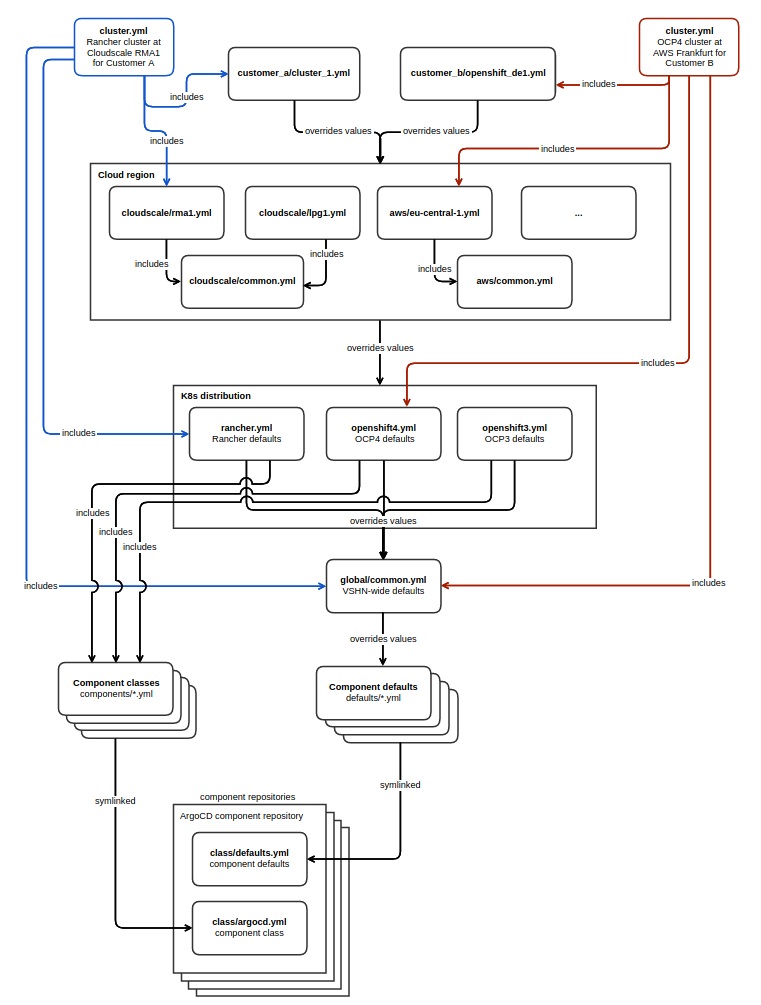 cluster.yml
Rancher cluster at
Cloudscale RMA1
for Customer A
customer_a/cluster_1.yml
customer_b/openshift_de1.yml
cluster.yml
OCP4 cluster at
AWS Frankfurt for
Customer B
includes
includes
overrides values
overrides values
includes
includes
Cloud region
cloudscale/rma1.yml
cloudscale/lpg1.yml
aws/eu-central-1.yml
...
includes
includes
includes
cloudscale/common.yml
aws/common.yml
overrides values
includes
K8s distribution
rancher.yml
Rancher defaults
openshift4.yml
OCP4 defaults
openshift3.yml
OCP3 defaults
includes
includes
includes
includes
overrides values
includes
global/common.yml
VSHN-wide defaults
includes
overrides values
Component classes
components/*.yml
Component defaults
defaults/*.yml
symlinked
symlinked
component repositories
ArgoCD component repository
class/defaults.yml
component defaults
class/argocd.yml
component class